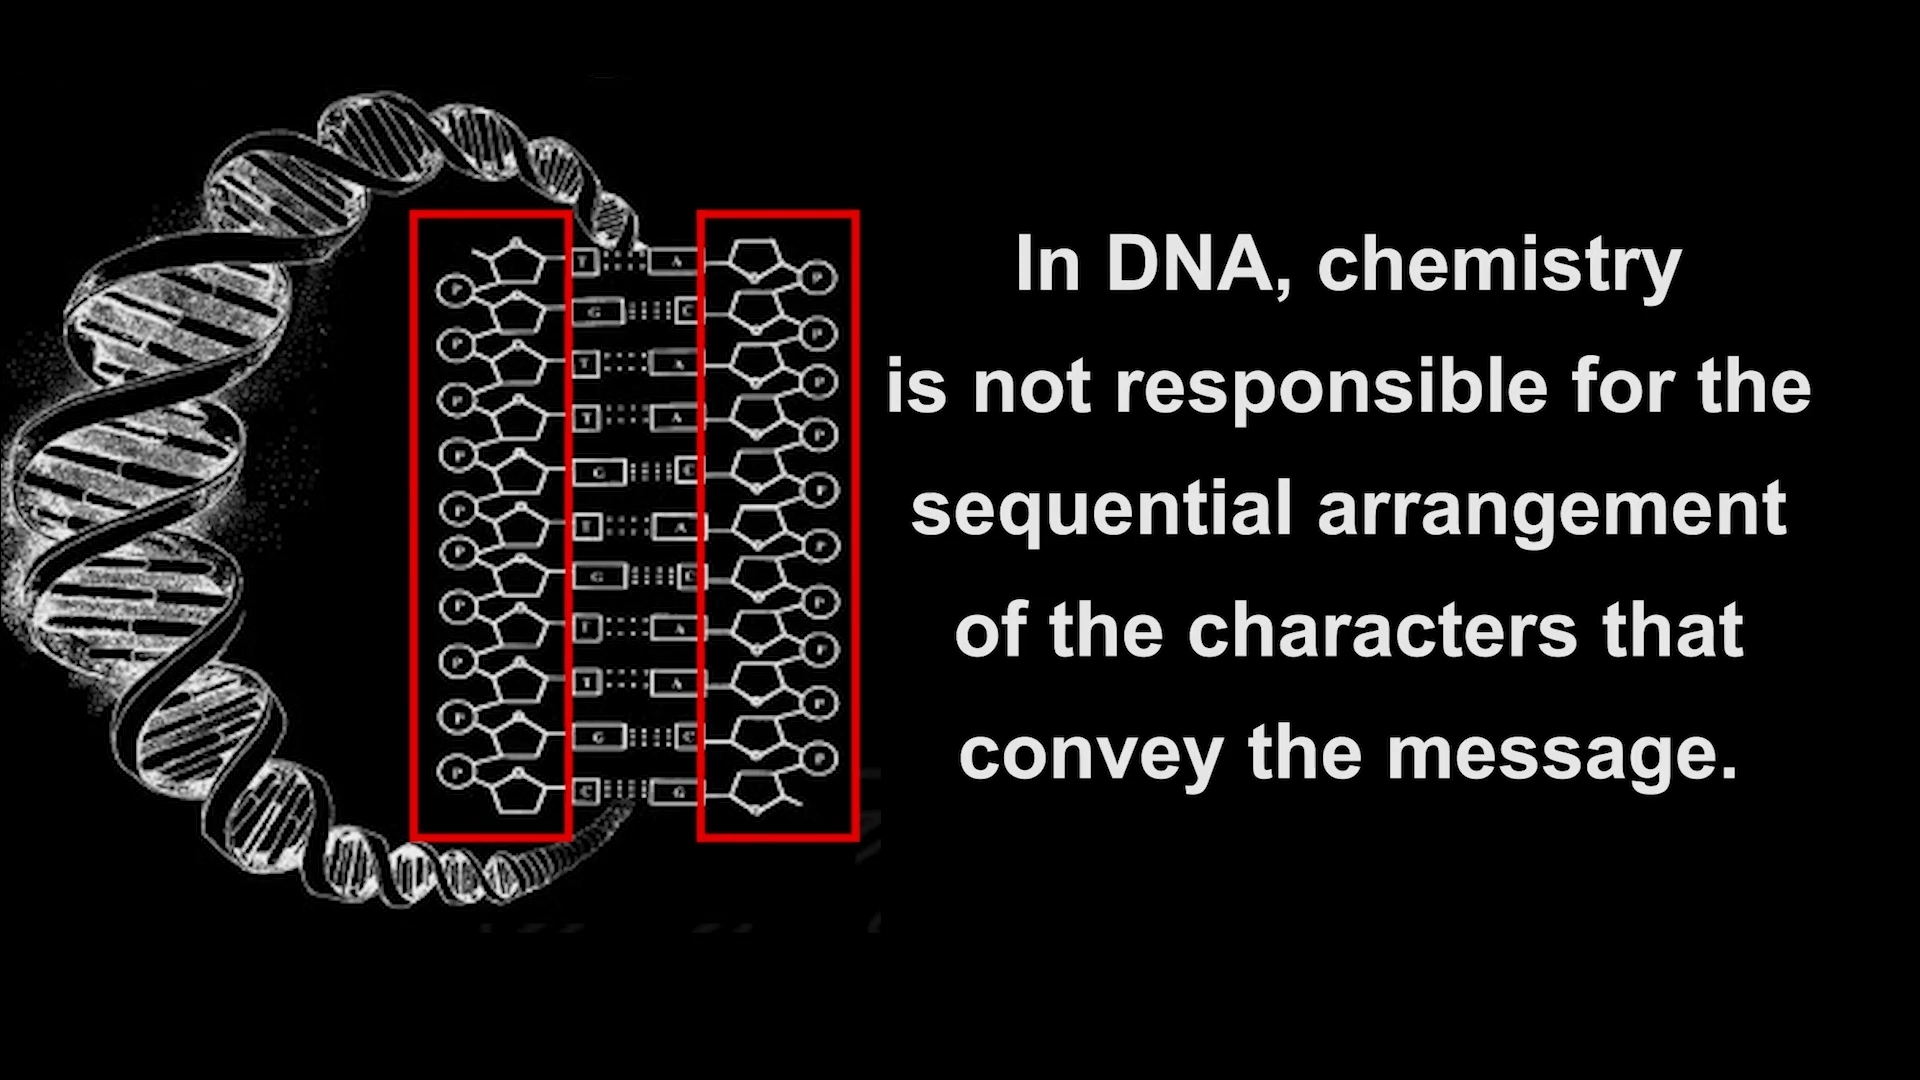 In DNA, chemistry
is not responsible for the
sequential arrangement
of the characters that
convey the message.
P T A P
P G C P
P T A P
P T A P
P G C P
P T A P
P G C P
P T A P
P T A P
P G C P
C G